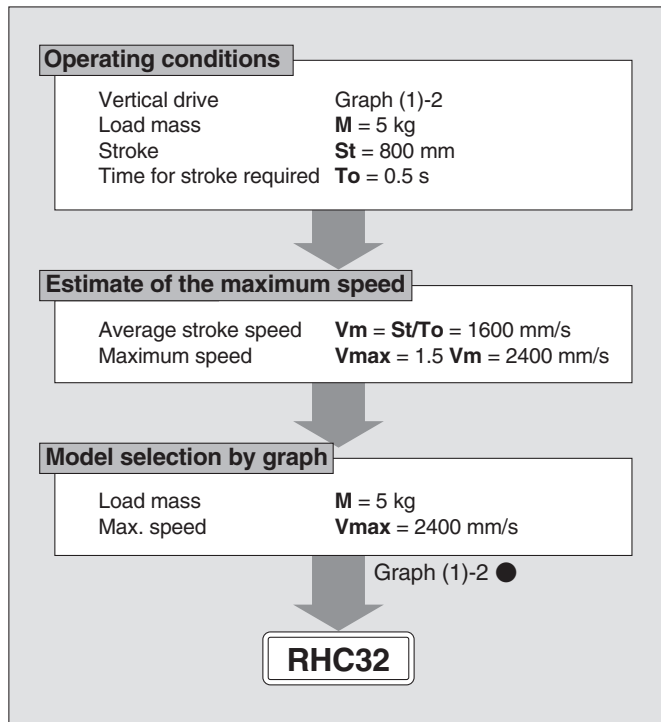 Operating conditions
Vertical drive Graph (1)-2
Load mass M = 5 kg
Stroke St = 800 mm
Time for stroke required To = 0.5 s
Estimate of the maximum speed
Average stroke speed Vm = St/To = 1600 mm/s
Maximum speed Vmax = 1.5 Vm = 2400 mm/s
Model selection by graph
Load mass M = 5 kg
Max. speed Vmax = 2400 mm/s
Graph (1)-2 ●
RHC32